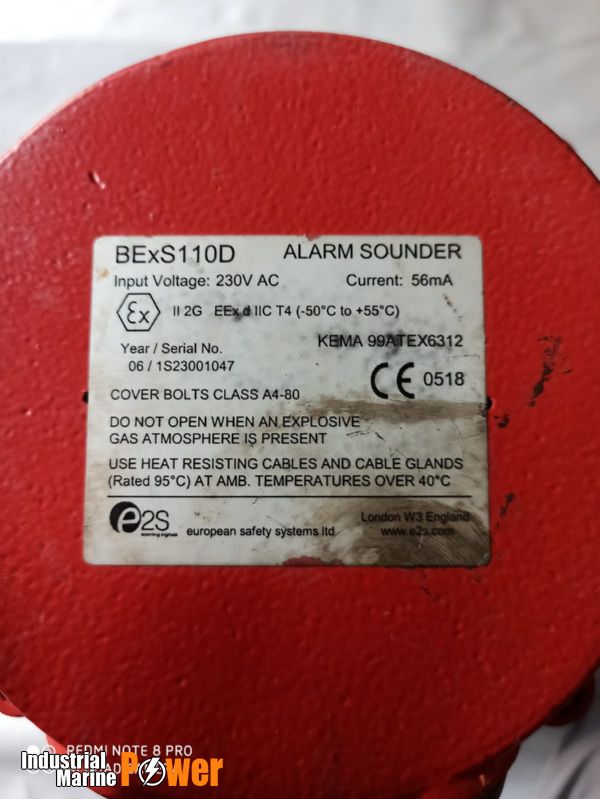 BExS110D ALARM SOUNDER
Input Voltage: 230V AC Current: 56mA
Ex II 2G EEx d IIC T4 (-50°C to +55°C)
KEMA 99ATEX6312
Year / Serial No.
06 / 1S23001047
CE 0518
COVER BOLTS CLASS A4-80
DO NOT OPEN WHEN AN EXPLOSIVE
GAS ATMOSPHERE IS PRESENT
USE HEAT RESISTING CABLES AND CABLE GLANDS
(Rated 95°C) AT AMB. TEMPERATURES OVER 40°C
e2S
european safety systems ltd
London W3 England
www.e2s.com
REDMI NOTE 8 PRO
Industrial
Marine Power